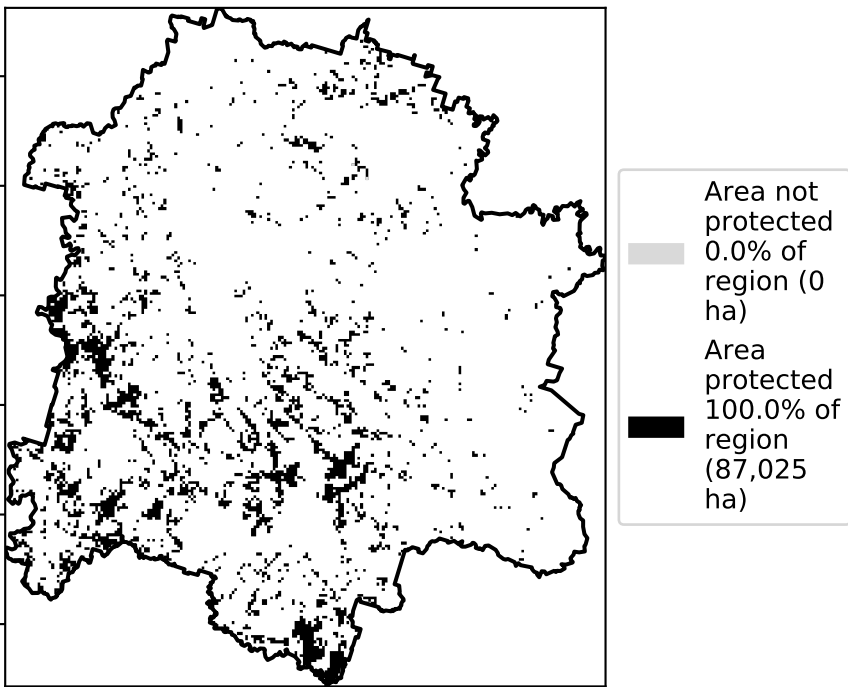 Area not
protected
0.0% of
region (0
ha)
Area
protected
100.0% of
region
(87,025
ha)